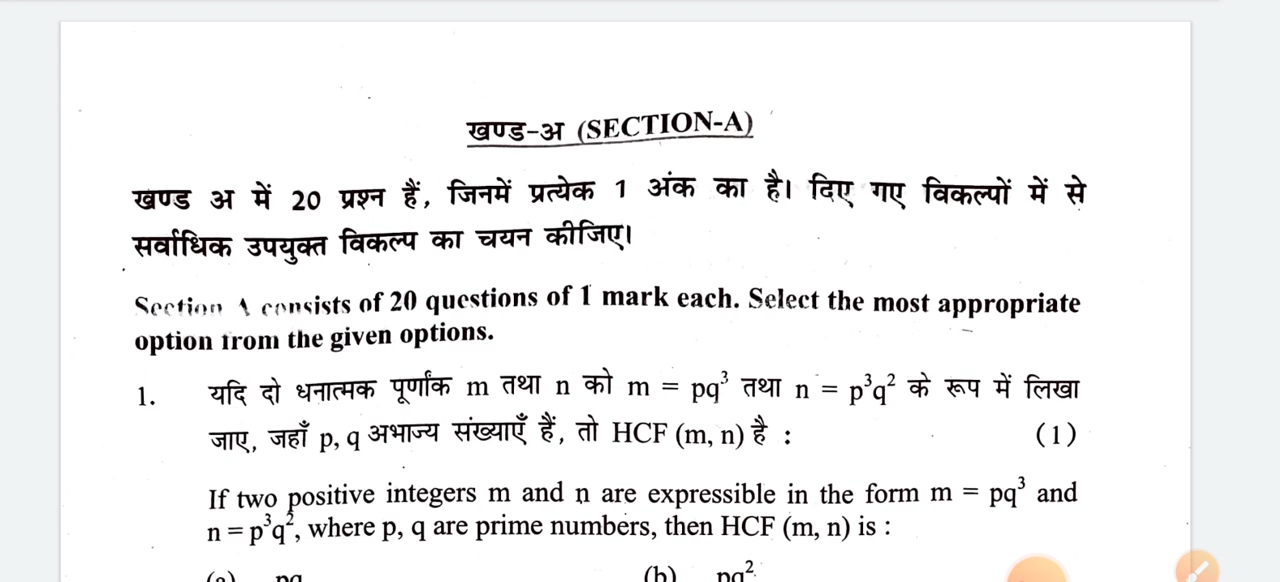 खण्ड-अ (SECTION-A)
खण्ड अ में 20 प्रश्न हैं, जिनमें प्रत्येक 1 अंक का है। दिए गए विकल्पों में से
सर्वाधिक उपयुक्त विकल्प का चयन कीजिए।
Section A consists of 20 questions of 1 mark each. Select the most appropriate
option from the given options.
1. यदि दो धनात्मक पूर्णांक m तथा n को m = pq³ तथा n = p³q² के रूप में लिखा
जाए, जहाँ p, q अभाज्य संख्याएँ हैं, तो HCF (m, n) है : (1)
If two positive integers m and n are expressible in the form m = pq³ and
n = p³q², where p, q are prime numbers, then HCF (m, n) is :
(a) pq (b) pq²